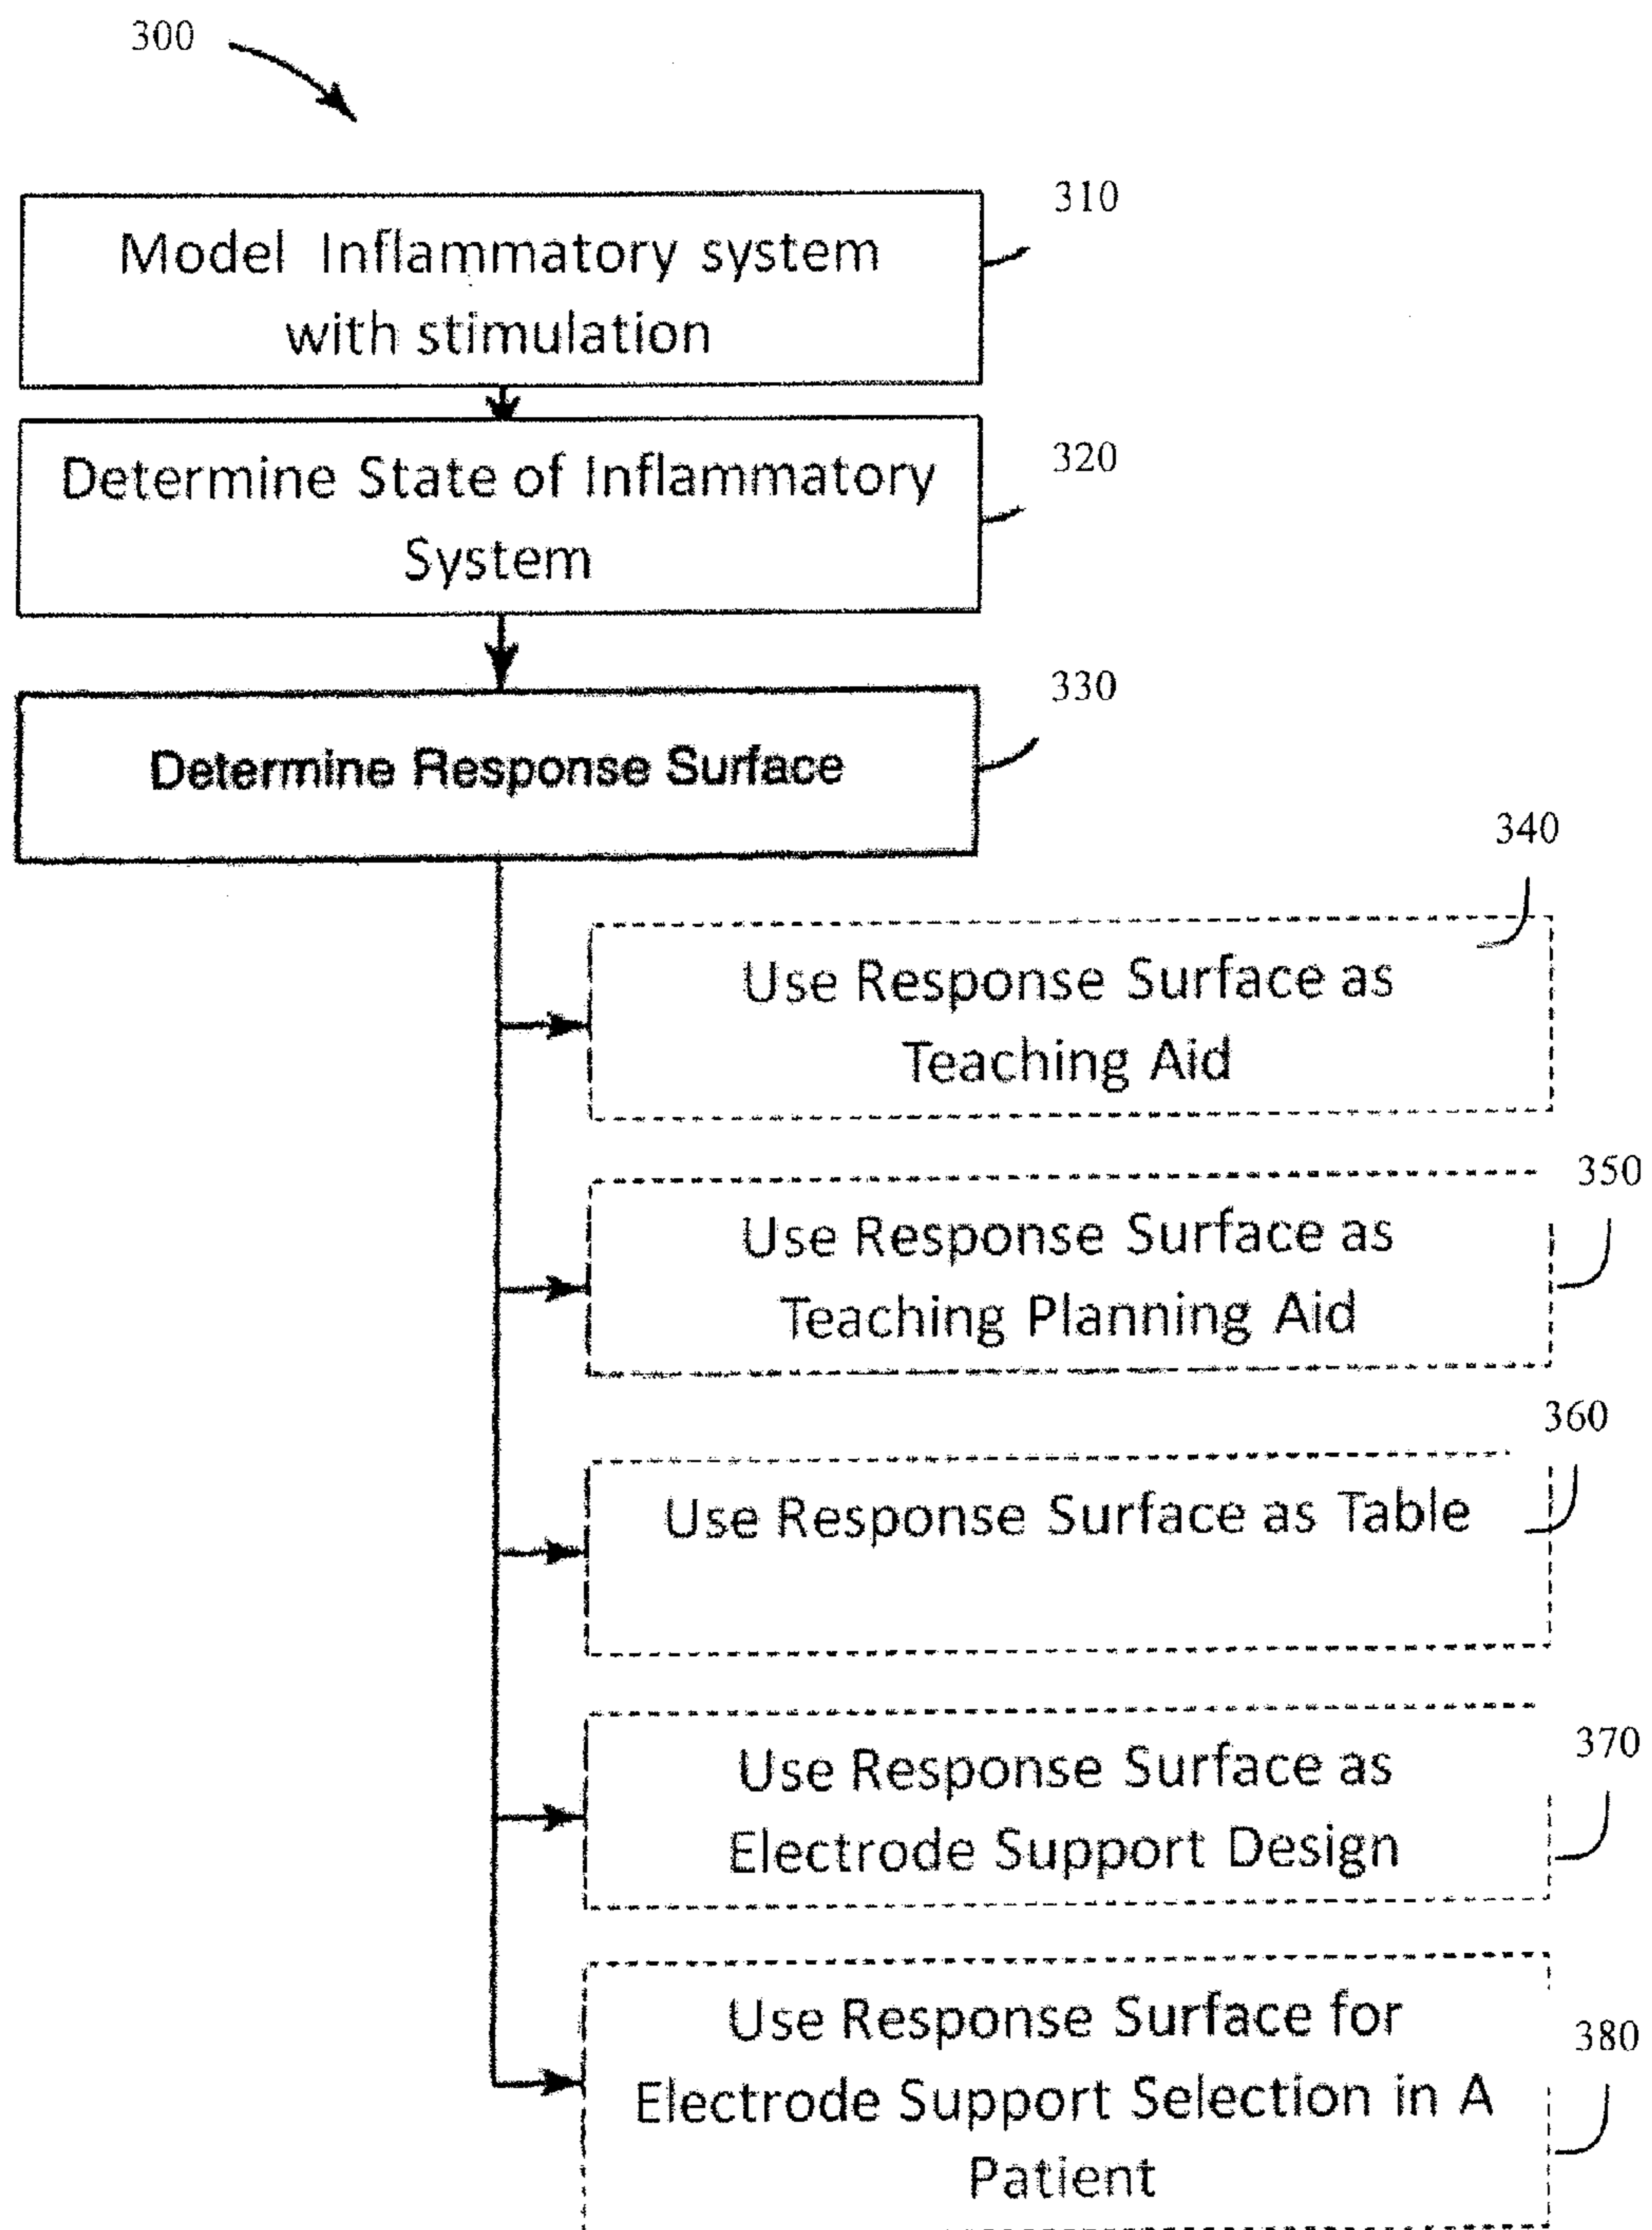 300
310
Model Inflammatory system
with stimulation
320
Determine State of Inflammatory
System
330
Determine Response Surface
340
Use Response Surface as
Teaching Aid
350
Use Response Surface as
Teaching Planning Aid
360
Use Response Surface as Table
370
Use Response Surface as
Electrode Support Design
380
Use Response Surface for
Electrode Support Selection in A
Patient